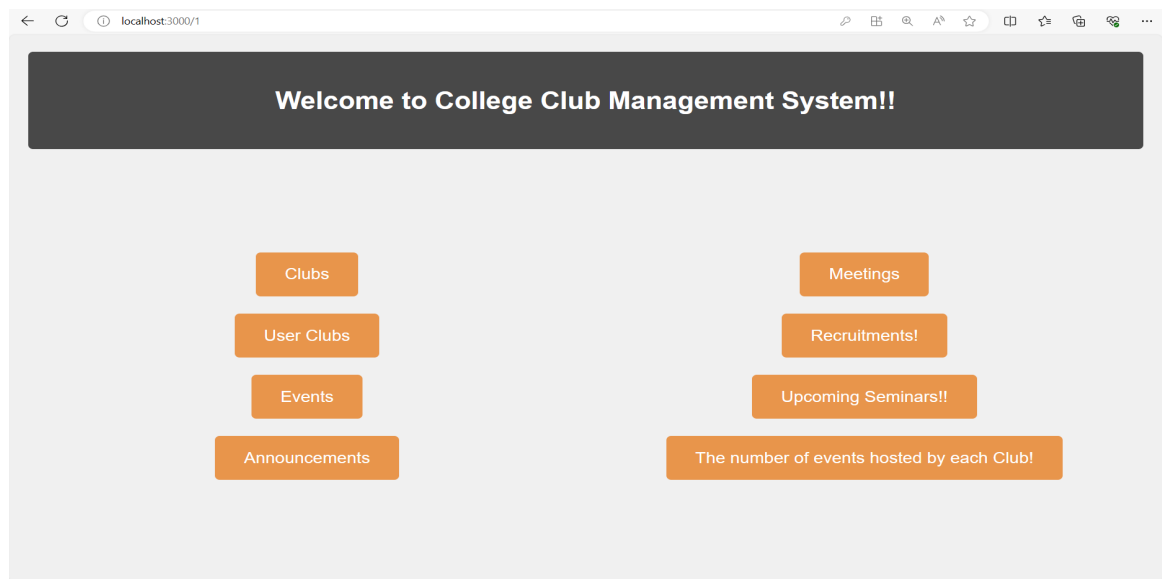 localhost:3000/1
Welcome to College Club Management System!!
Clubs
User Clubs
Events
Announcements
Meetings
Recruitments!
Upcoming Seminars!!
The number of events hosted by each Club!